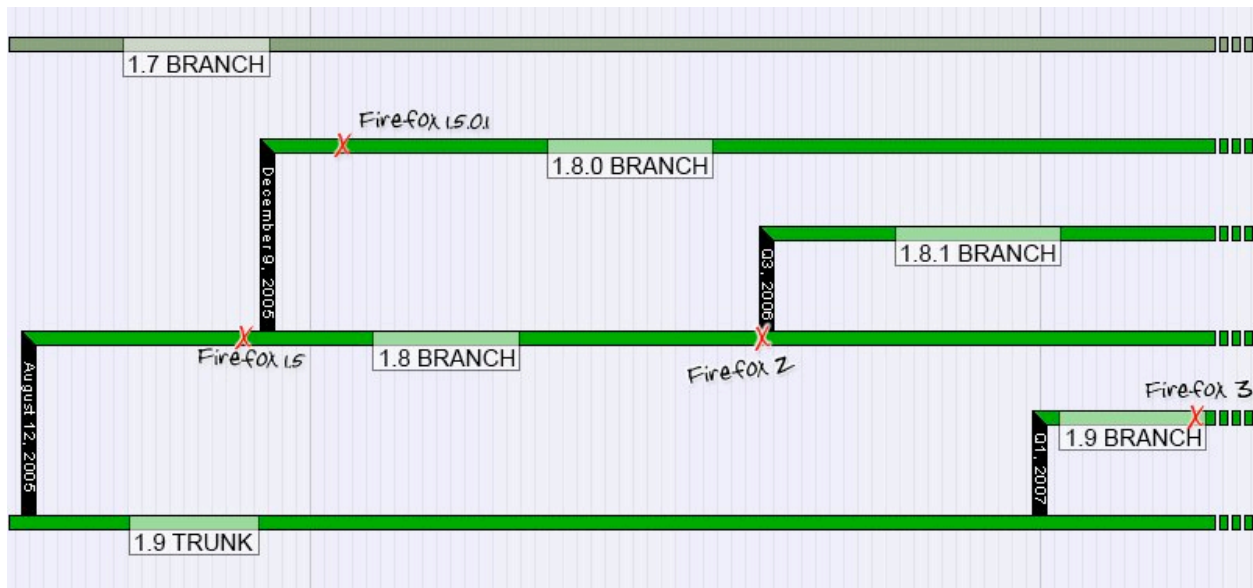 1.7 BRANCH
Firefox 1.5.0.1
1.8.0 BRANCH
December 9, 2005
1.8.1 BRANCH
Q3, 2006
Firefox 1.5
1.8 BRANCH
Firefox 2
August 12, 2005
Firefox 3
1.9 BRANCH
Q1, 2007
1.9 TRUNK